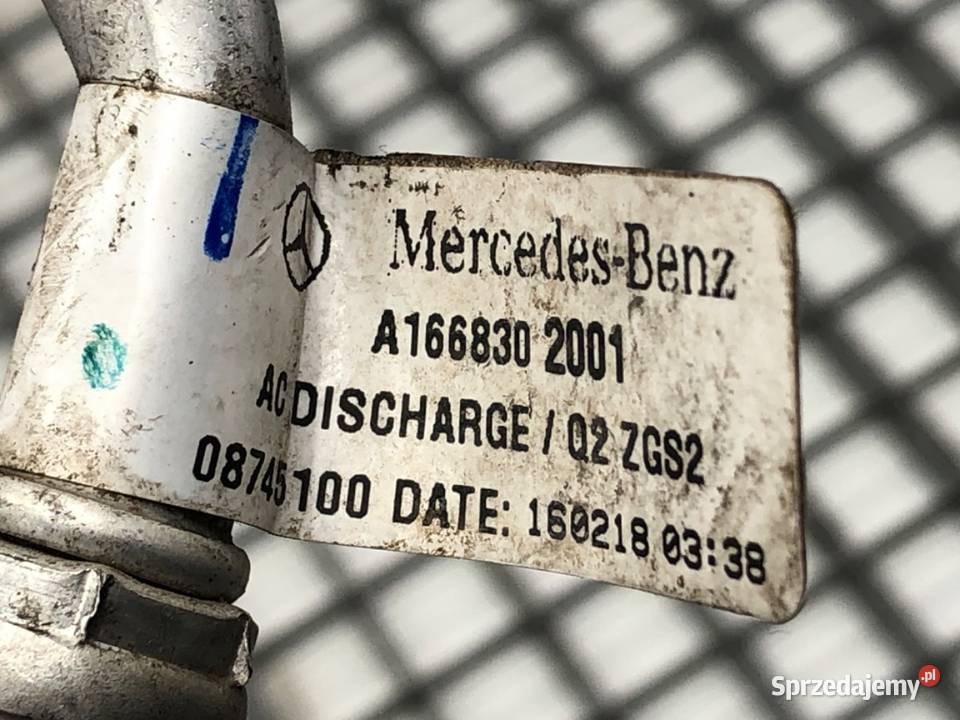 Mercedes-Benz
A166830 2001
AC DISCHARGE / Q2 ZGS2
08745100 DATE: 160218 03:38
Sprzedajemy.pl